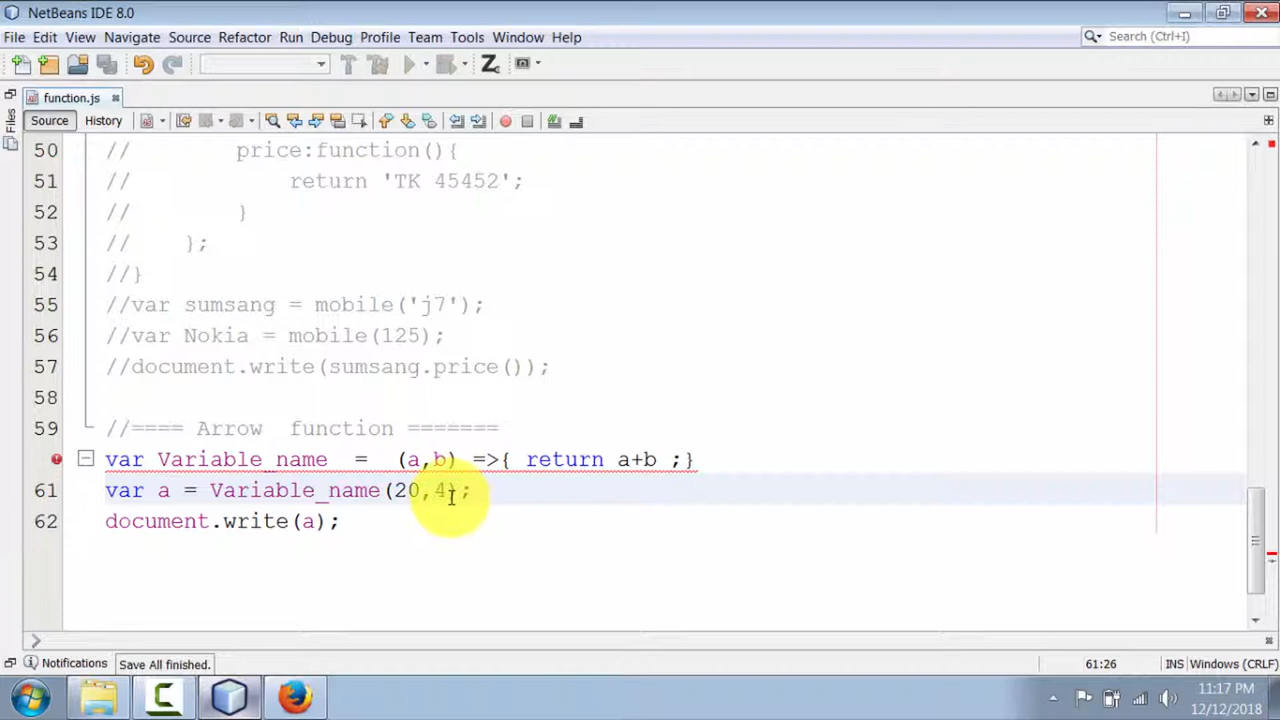 NetBeans IDE 8.0
File Edit View Navigate Source Refactor Run Debug Profile Team Tools Window Help
Search (Ctrl+I)
function.js
Files
Source History
50 // price:function(){
51 // return 'TK 45452';
52 // }
53 // };
54 //}
55 //var sumsang = mobile('j7');
56 //var Nokia = mobile(125);
57 //document.write(sumsang.price());
58
59 //==== Arrow function =======
var Variable_name = (a,b) =>{ return a+b ;}
61 var a = Variable_name(20,4);
62 document.write(a);
Notifications Save All finished. 61:26 INS Windows (CRLF)
11:17 PM
12/12/2018